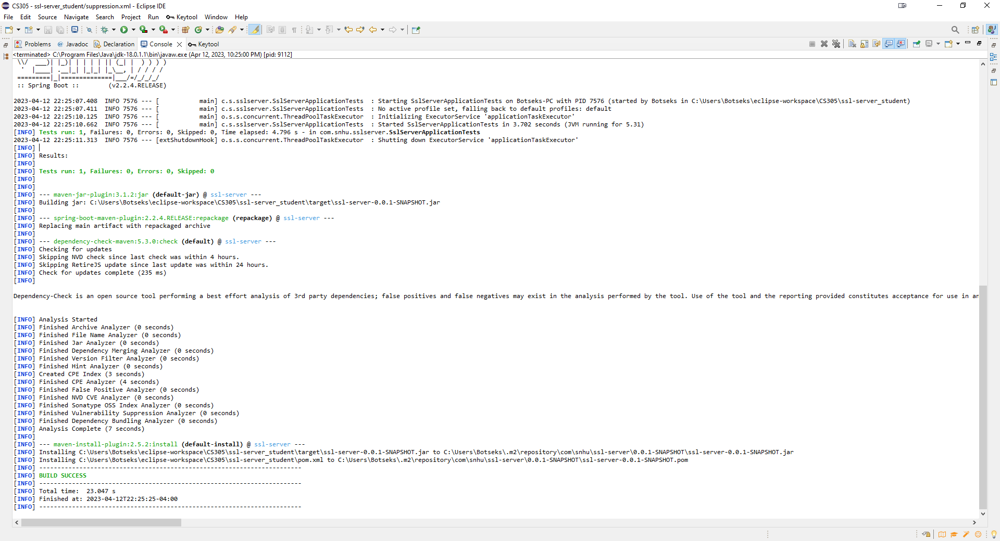 CS305 - ssl-server_student/suppression.xml - Eclipse IDE
File Edit Source Navigate Search Project Run Keytool Window Help
Problems @ Javadoc Declaration Console Keytool
<terminated> C:\Program Files\Java\jdk-18.0.1.1\bin\javaw.exe (Apr 12, 2023, 10:25:00 PM) [pid: 9112]
 \\/  ___)| |_)| | | | | || (_| |  ) ) ) )
  '  |____| .__|_| |_|_| |_\__, | / / / /
 =========|_|==============|___/=/_/_/_/
 :: Spring Boot ::        (v2.2.4.RELEASE)
2023-04-12 22:25:07.408  INFO 7576 --- [           main] c.s.sslserver.SslServerApplicationTests  : Starting SslServerApplicationTests on Botseks-PC with PID 7576 (started by Botseks in C:\Users\Botseks\eclipse-workspace\CS305\ssl-server_student)
2023-04-12 22:25:07.411  INFO 7576 --- [           main] c.s.sslserver.SslServerApplicationTests  : No active profile set, falling back to default profiles: default
2023-04-12 22:25:10.125  INFO 7576 --- [           main] o.s.s.concurrent.ThreadPoolTaskExecutor  : Initializing ExecutorService 'applicationTaskExecutor'
2023-04-12 22:25:10.662  INFO 7576 --- [           main] c.s.sslserver.SslServerApplicationTests  : Started SslServerApplicationTests in 3.702 seconds (JVM running for 5.31)
[INFO] Tests run: 1, Failures: 0, Errors: 0, Skipped: 0, Time elapsed: 4.796 s - in com.snhu.sslserver.SslServerApplicationTests
2023-04-12 22:25:11.313  INFO 7576 --- [extShutdownHook] o.s.s.concurrent.ThreadPoolTaskExecutor  : Shutting down ExecutorService 'applicationTaskExecutor'
[INFO]
[INFO] Results:
[INFO]
[INFO] Tests run: 1, Failures: 0, Errors: 0, Skipped: 0
[INFO]
[INFO]
[INFO] --- maven-jar-plugin:3.1.2:jar (default-jar) @ ssl-server ---
[INFO] Building jar: C:\Users\Botseks\eclipse-workspace\CS305\ssl-server_student\target\ssl-server-0.0.1-SNAPSHOT.jar
[INFO]
[INFO] --- spring-boot-maven-plugin:2.2.4.RELEASE:repackage (repackage) @ ssl-server ---
[INFO] Replacing main artifact with repackaged archive
[INFO]
[INFO] --- dependency-check-maven:5.3.0:check (default) @ ssl-server ---
[INFO] Checking for updates
[INFO] Skipping NVD check since last check was within 4 hours.
[INFO] Skipping RetireJS update since last update was within 24 hours.
[INFO] Check for updates complete (235 ms)
[INFO]
Dependency-Check is an open source tool performing a best effort analysis of 3rd party dependencies; false positives and false negatives may exist in the analysis performed by the tool. Use of the tool and the reporting provided constitutes acceptance for use in an
[INFO] Analysis Started
[INFO] Finished Archive Analyzer (0 seconds)
[INFO] Finished File Name Analyzer (0 seconds)
[INFO] Finished Jar Analyzer (0 seconds)
[INFO] Finished Dependency Merging Analyzer (0 seconds)
[INFO] Finished Version Filter Analyzer (0 seconds)
[INFO] Finished Hint Analyzer (0 seconds)
[INFO] Created CPE Index (3 seconds)
[INFO] Finished CPE Analyzer (4 seconds)
[INFO] Finished False Positive Analyzer (0 seconds)
[INFO] Finished NVD CVE Analyzer (0 seconds)
[INFO] Finished Sonatype OSS Index Analyzer (0 seconds)
[INFO] Finished Vulnerability Suppression Analyzer (0 seconds)
[INFO] Finished Dependency Bundling Analyzer (0 seconds)
[INFO] Analysis Complete (7 seconds)
[INFO]
[INFO] --- maven-install-plugin:2.5.2:install (default-install) @ ssl-server ---
[INFO] Installing C:\Users\Botseks\eclipse-workspace\CS305\ssl-server_student\target\ssl-server-0.0.1-SNAPSHOT.jar to C:\Users\Botseks\.m2\repository\com\snhu\ssl-server\0.0.1-SNAPSHOT\ssl-server-0.0.1-SNAPSHOT.jar
[INFO] Installing C:\Users\Botseks\eclipse-workspace\CS305\ssl-server_student\pom.xml to C:\Users\Botseks\.m2\repository\com\snhu\ssl-server\0.0.1-SNAPSHOT\ssl-server-0.0.1-SNAPSHOT.pom
[INFO] ------------------------------------------------------------------------
[INFO] BUILD SUCCESS
[INFO] ------------------------------------------------------------------------
[INFO] Total time:  23.047 s
[INFO] Finished at: 2023-04-12T22:25:25-04:00
[INFO] ------------------------------------------------------------------------